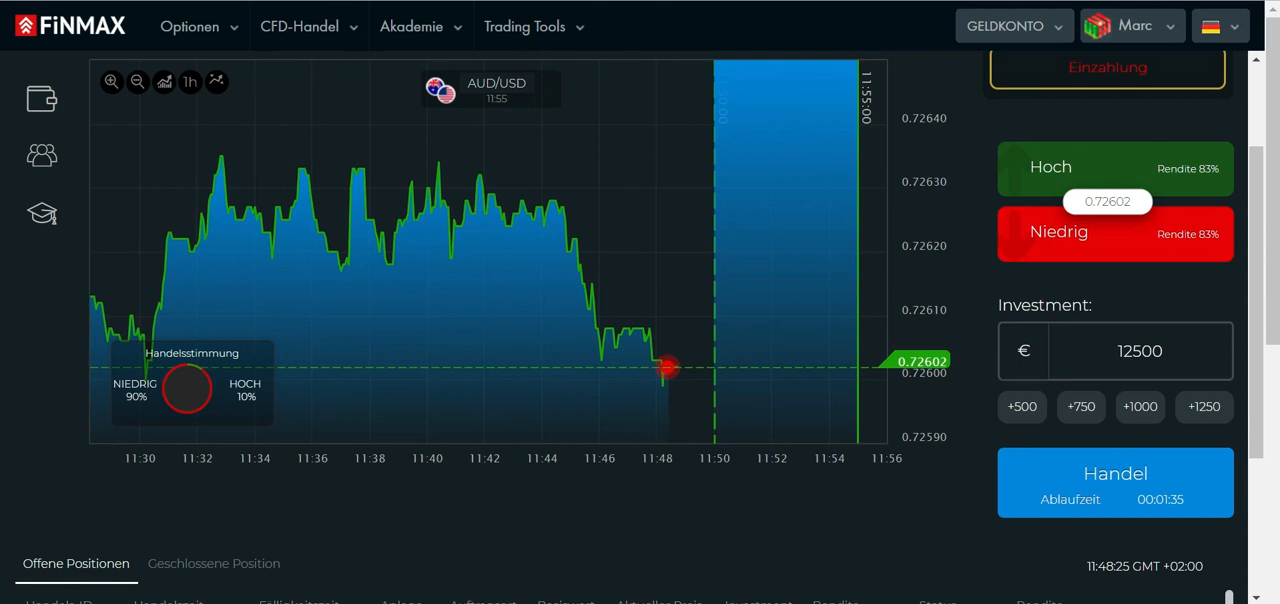 FiNMAX
Optionen
CFD-Handel
Akademie
Trading Tools
GELDKONTO
Marc
1h
AUD/USD
11:55
11:50:00
11:55:00
0.72640
0.72630
0.72620
0.72610
0.72602
0.72600
0.72590
Handelsstimmung
NIEDRIG
90%
HOCH
10%
11:30
11:32
11:34
11:36
11:38
11:40
11:42
11:44
11:46
11:48
11:50
11:52
11:54
11:56
Einzahlung
Hoch
Rendite 83%
0.72602
Niedrig
Rendite 83%
Investment:
€
12500
+500
+750
+1000
+1250
Handel
Ablaufzeit 00:01:35
Offene Positionen
Geschlossene Position
11:48:25 GMT +02:00